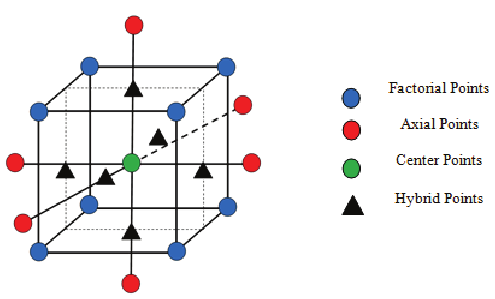 Factorial Points
Axial Points
Center Points
Hybrid Points